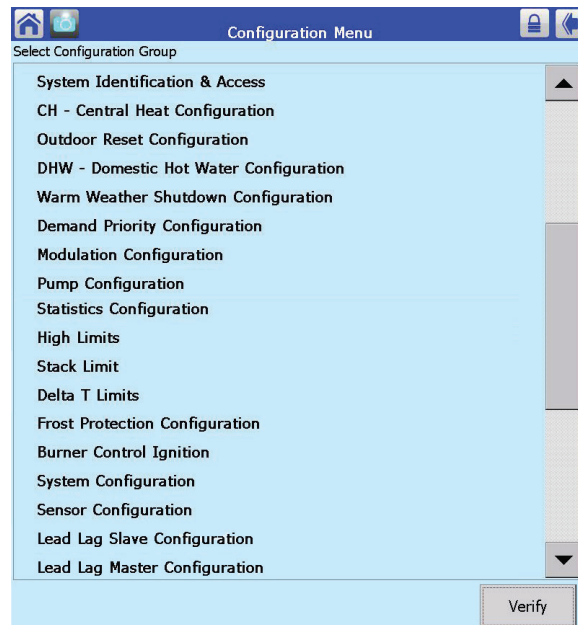 Configuration Menu
Select Configuration Group
System Identification & Access
CH - Central Heat Configuration
Outdoor Reset Configuration
DHW - Domestic Hot Water Configuration
Warm Weather Shutdown Configuration
Demand Priority Configuration
Modulation Configuration
Pump Configuration
Statistics Configuration
High Limits
Stack Limit
Delta T Limits
Frost Protection Configuration
Burner Control Ignition
System Configuration
Sensor Configuration
Lead Lag Slave Configuration
Lead Lag Master Configuration
Verify